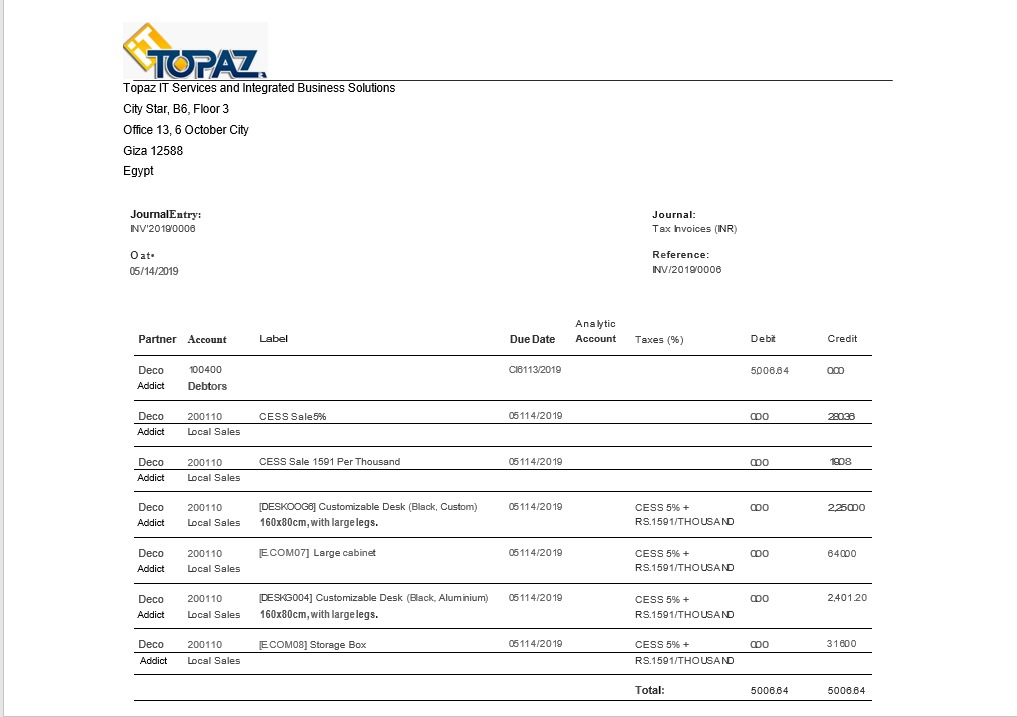 iT TOPAZ
Topaz IT Services and Integrated Business Solutions
City Star, B6, Floor 3
Office 13, 6 October City
Giza 12588
Egypt
JournalEntry: Journal:
INV'2019/0006 Tax Invoices (INR)
O at• Reference:
05/14/2019 INV/2019/0006
Analytic
Partner Account Label Due Date Account Taxes (%) Debit Credit
Deco 100400 CI6113/2019 5,006.64 0.00
Addict Debtors
Deco 200110 CESS Sale5% 05114/2019 0.00 280.36
Addict Local Sales
Deco 200110 CESS Sale 1591 Per Thousand 05114/2019 0.00 19.08
Addict Local Sales
Deco 200110 [DESKOOG6] Customizable Desk (Black, Custom) 05114/2019 CESS 5% + 0.00 2,250.00
Addict Local Sales 160x80cm, with large legs. RS.1591/THOUSAND
Deco 200110 [E.COM07] Large cabinet 05114/2019 CESS 5% + 0.00 640.00
Addict Local Sales RS.1591/THOUSAND
Deco 200110 [DESKG004] Customizable Desk (Black, Aluminium) 05114/2019 CESS 5% + 0.00 2,401.20
Addict Local Sales 160x80cm, with large legs. RS.1591/THOUSAND
Deco 200110 [E.COM08] Storage Box 05114/2019 CESS 5% + 0.00 316.00
Addict Local Sales RS.1591/THOUSAND
Total: 5006.64 5006.64